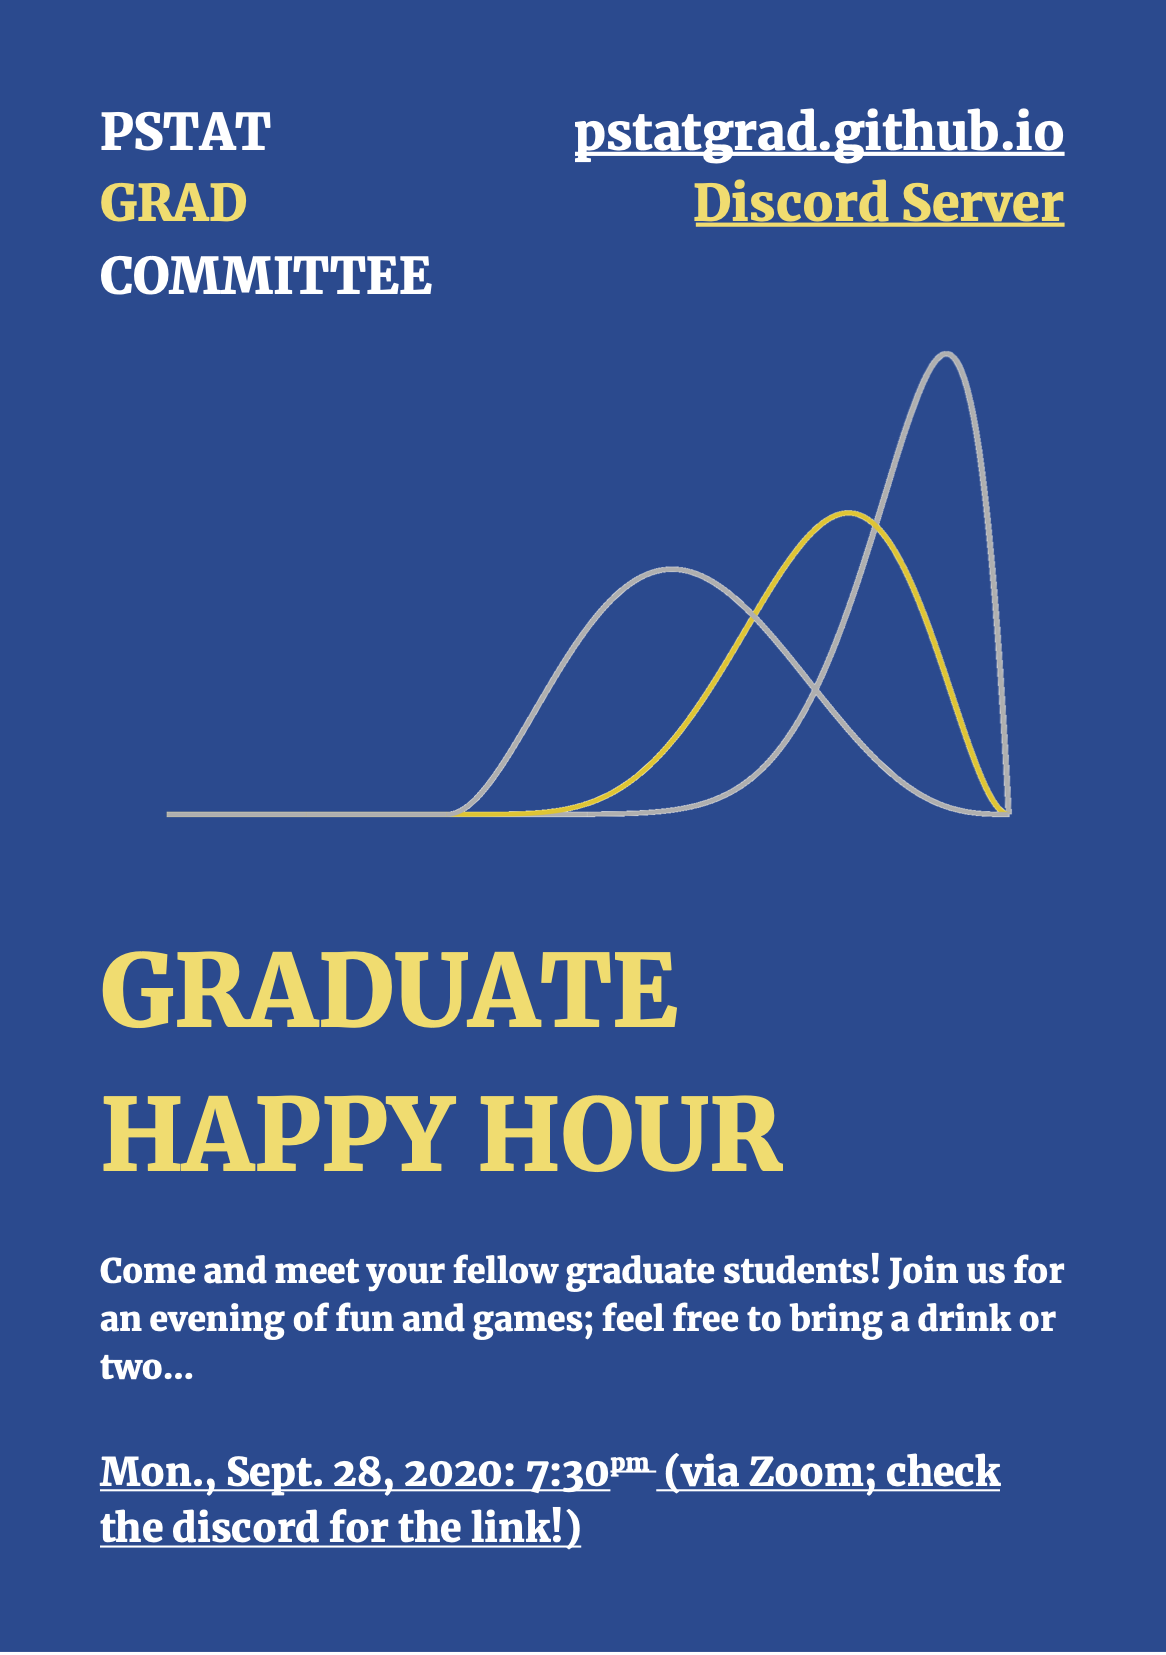 PSTAT
GRAD
COMMITTEE
pstatgrad.github.io
Discord Server
GRADUATE
HAPPY HOUR
Come and meet your fellow graduate students! Join us for
an evening of fun and games; feel free to bring a drink or
two...
Mon., Sept. 28, 2020: 7:30pm (via Zoom; check
the discord for the link!)